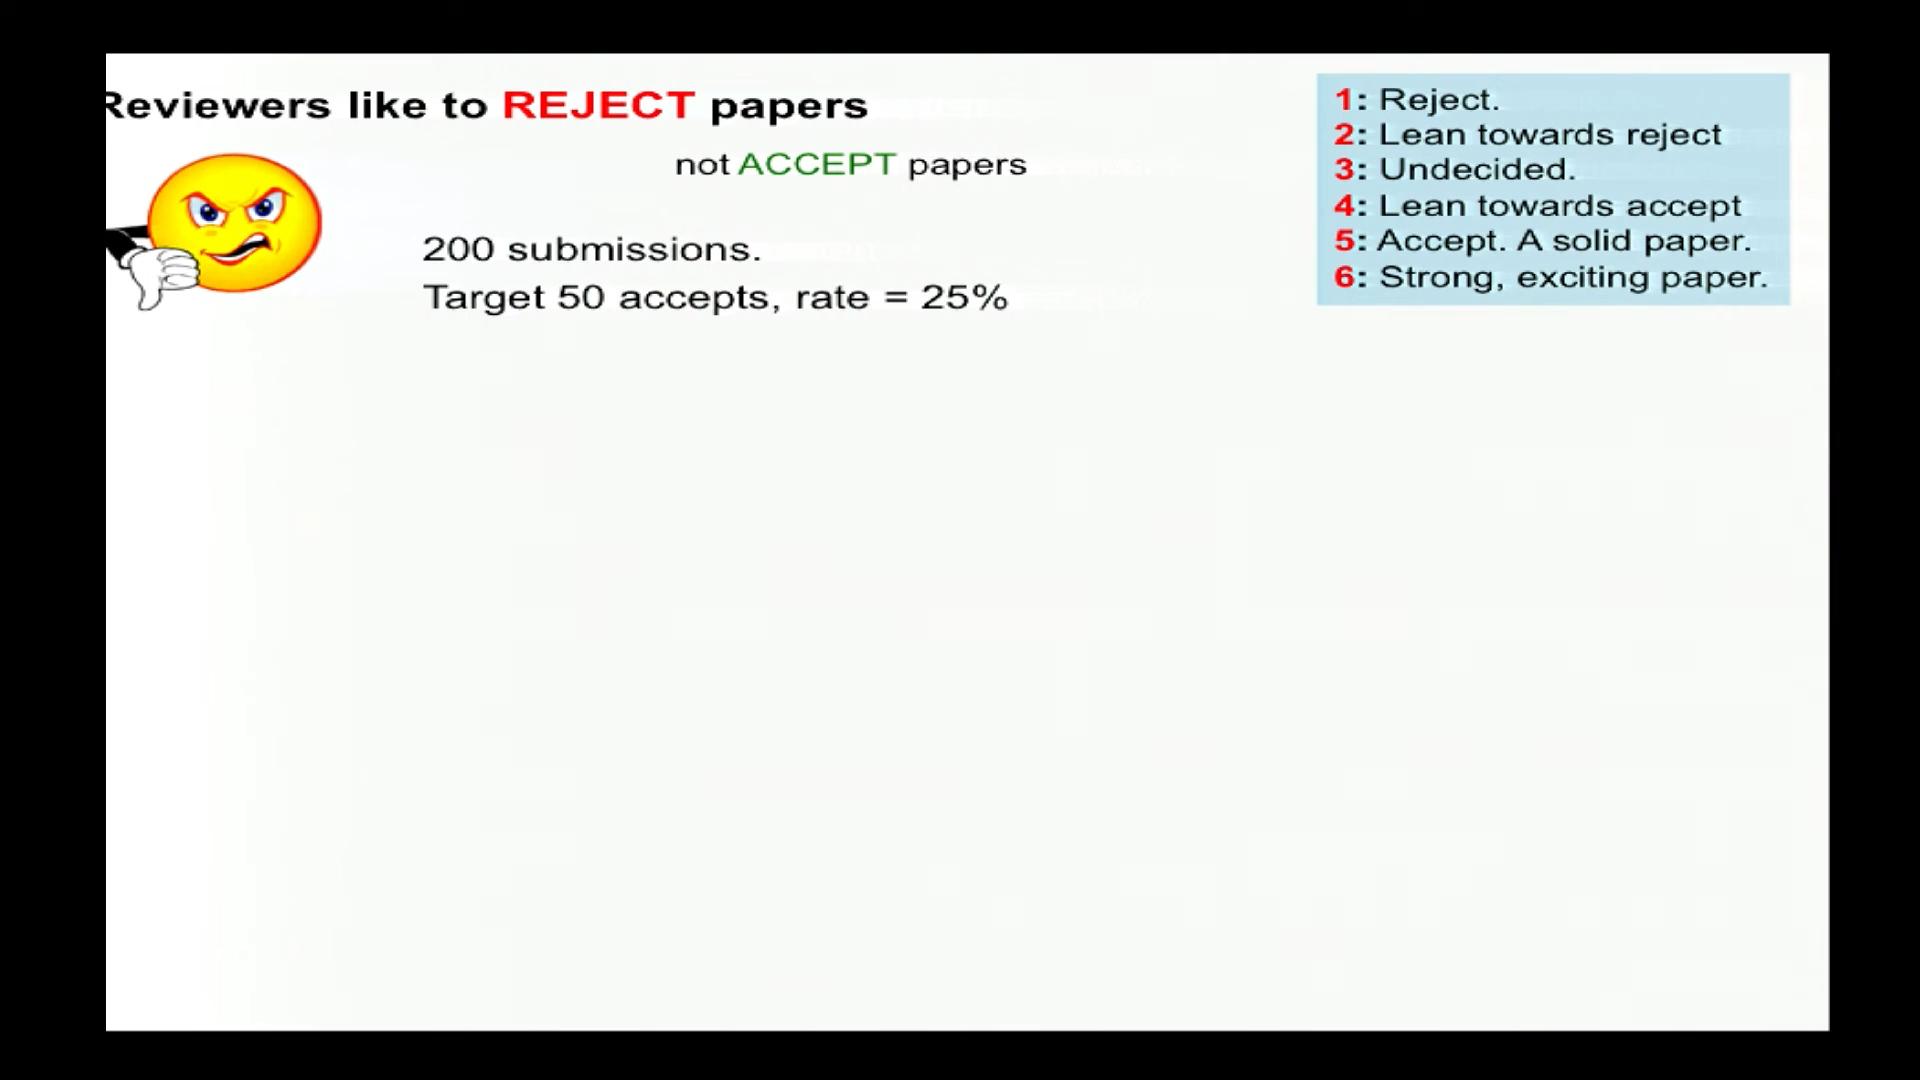 Reviewers like to REJECT papers
not ACCEPT papers
200 submissions.
Target 50 accepts, rate = 25%
1: Reject.
2: Lean towards reject
3: Undecided.
4: Lean towards accept
5: Accept. A solid paper.
6: Strong, exciting paper.